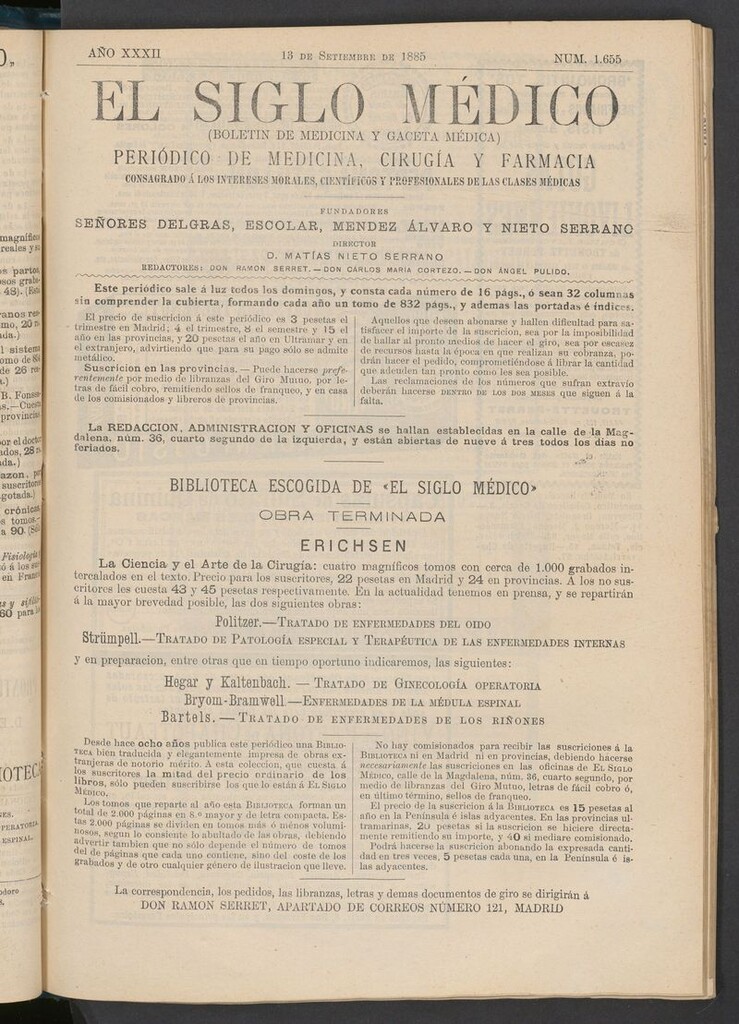 AÑO XXXII
13 DE SETIEMBRE DE 1885
NUM. 1.655
EL SIGLO MÉDICO
(BOLETIN DE MEDICINA Y GACETA MÉDICA)
PERIÓDICO DE MEDICINA, CIRUGÍA Y FARMACIA
CONSAGRADO Á LOS INTERESES MORALES, CIENTÍFICOS Y PROFESIONALES DE LAS CLASES MÉDICAS
FUNDADORES
SEÑORES DELGRAS, ESCOLAR, MENDEZ ÁLVARO Y NIETO SERRANO
DIRECTOR
D. MATÍAS NIETO SERRANO
REDACTORES: DON RAMON SERRET. — DON CARLOS MARIA CORTEZO. — DON ÁNGEL PULIDO.
Este periódico sale á luz todos los domingos, y consta cada número de 16 págs., ó sean 32 columnas
sin comprender la cubierta, formando cada año un tomo de 832 págs., y ademas las portadas é índices.
El precio de suscricion á este periódico es 3 pesetas el
trimestre en Madrid; 4 el trimestre, 8 el semestre y 15 el
año en las provincias, y 20 pesetas el año en Ultramar y en
el extranjero, advirtiendo que para su pago sólo se admite
metálico.
Suscricion en las provincias. — Puede hacerse prefe-
rentemente por medio de libranzas del Giro Mutuo, por le-
tras de fácil cobro, remitiendo sellos de franqueo, y en casa
de los comisionados y libreros de provincias.
Aquellos que deseen abonarse y hallen dificultad para sa-
tisfacer el importe de la suscricion, sea por la imposibilidad
de hallar al pronto medios de hacer el giro, sea por escasez
de recursos hasta la época en que realizan su cobranza, po-
drán hacer el pedido, comprometiéndose á librar la cantidad
que adeuden tan pronto como les sea posible.
Las reclamaciones de los números que sufran extravío
deberán hacerse DENTRO DE LOS DOS MESES que siguen á la
falta.
La REDACCION, ADMINISTRACION Y OFICINAS se hallan establecidas en la calle de la Mag-
dalena, núm. 36, cuarto segundo de la izquierda, y están abiertas de nueve á tres todos los dias no
feriados.
BIBLIOTECA ESCOGIDA DE «EL SIGLO MÉDICO»
OBRA TERMINADA
ERICHSEN
La Ciencia y el Arte de la Cirugía: cuatro magníficos tomos con cerca de 1.000 grabados in-
tercalados en el texto. Precio para los suscritores, 22 pesetas en Madrid y 24 en provincias. Á los no sus-
critores les cuesta 43 y 45 pesetas respectivamente. En la actualidad tenemos en prensa, y se repartirán
á la mayor brevedad posible, las dos siguientes obras:
Politzer.—TRATADO DE ENFERMEDADES DEL OIDO
Strümpell.—TRATADO DE PATOLOGÍA ESPECIAL Y TERAPÉUTICA DE LAS ENFERMEDADES INTERNAS
y en preparacion, entre otras que en tiempo oportuno indicaremos, las siguientes:
Hegar y Kaltenbach. — TRATADO DE GINECOLOGÍA OPERATORIA
Bryom-Bramwell—ENFERMEDADES DE LA MÉDULA ESPINAL
Bartels. — TRATADO DE ENFERMEDADES DE LOS RIÑONES
Desde hace ocho años publica este periódico una BIBLIO-
TECA bien traducida y elegantemente impresa de obras ex-
tranjeras de notorio mérito. Á esta coleccion, que cuesta á
los suscritores la mitad del precio ordinario de los
libros, sólo pueden suscribirse los que lo están á EL SIGLO
MÉDICO.
Los tomos que reparte al año esta BIBLIOTECA forman un
total de 2.000 páginas en 8.º mayor y de letra compacta. Es-
tas 2.000 páginas se dividen en tomos más ó ménos volumi-
nosos, segun lo consiente lo abultado de las obras, debiendo
advertir tambien que no sólo depende el número de tomos
del de páginas que cada uno contiene, sino del coste de los
grabados y de otro cualquier género de ilustracion que lleve.
No hay comisionados para recibir las suscriciones á la
BIBLIOTECA ni en Madrid ni en provincias, debiendo hacerse
necesariamente las suscriciones en las oficinas de EL SIGLO
MÉDICO, calle de la Magdalena, núm. 36, cuarto segundo, por
medio de libranzas del Giro Mutuo, letras de fácil cobro ó,
en último término, sellos de franqueo.
El precio de la suscricion á la BIBLIOTECA es 15 pesetas al
año en la Península é islas adyacentes. En las provincias ul-
tramarinas, 20 pesetas si la suscricion se hiciere directa-
mente remitiendo su importe, y 40 si mediare comisionado.
Podrá hacerse la suscricion abonando la expresada canti-
dad en tres veces, 5 pesetas cada una, en la Península é is-
las adyacentes.
La correspondencia, los pedidos, las libranzas, letras y demas documentos de giro se dirigirán á
DON RAMON SERRET, APARTADO DE CORREOS NÚMERO 121, MADRID